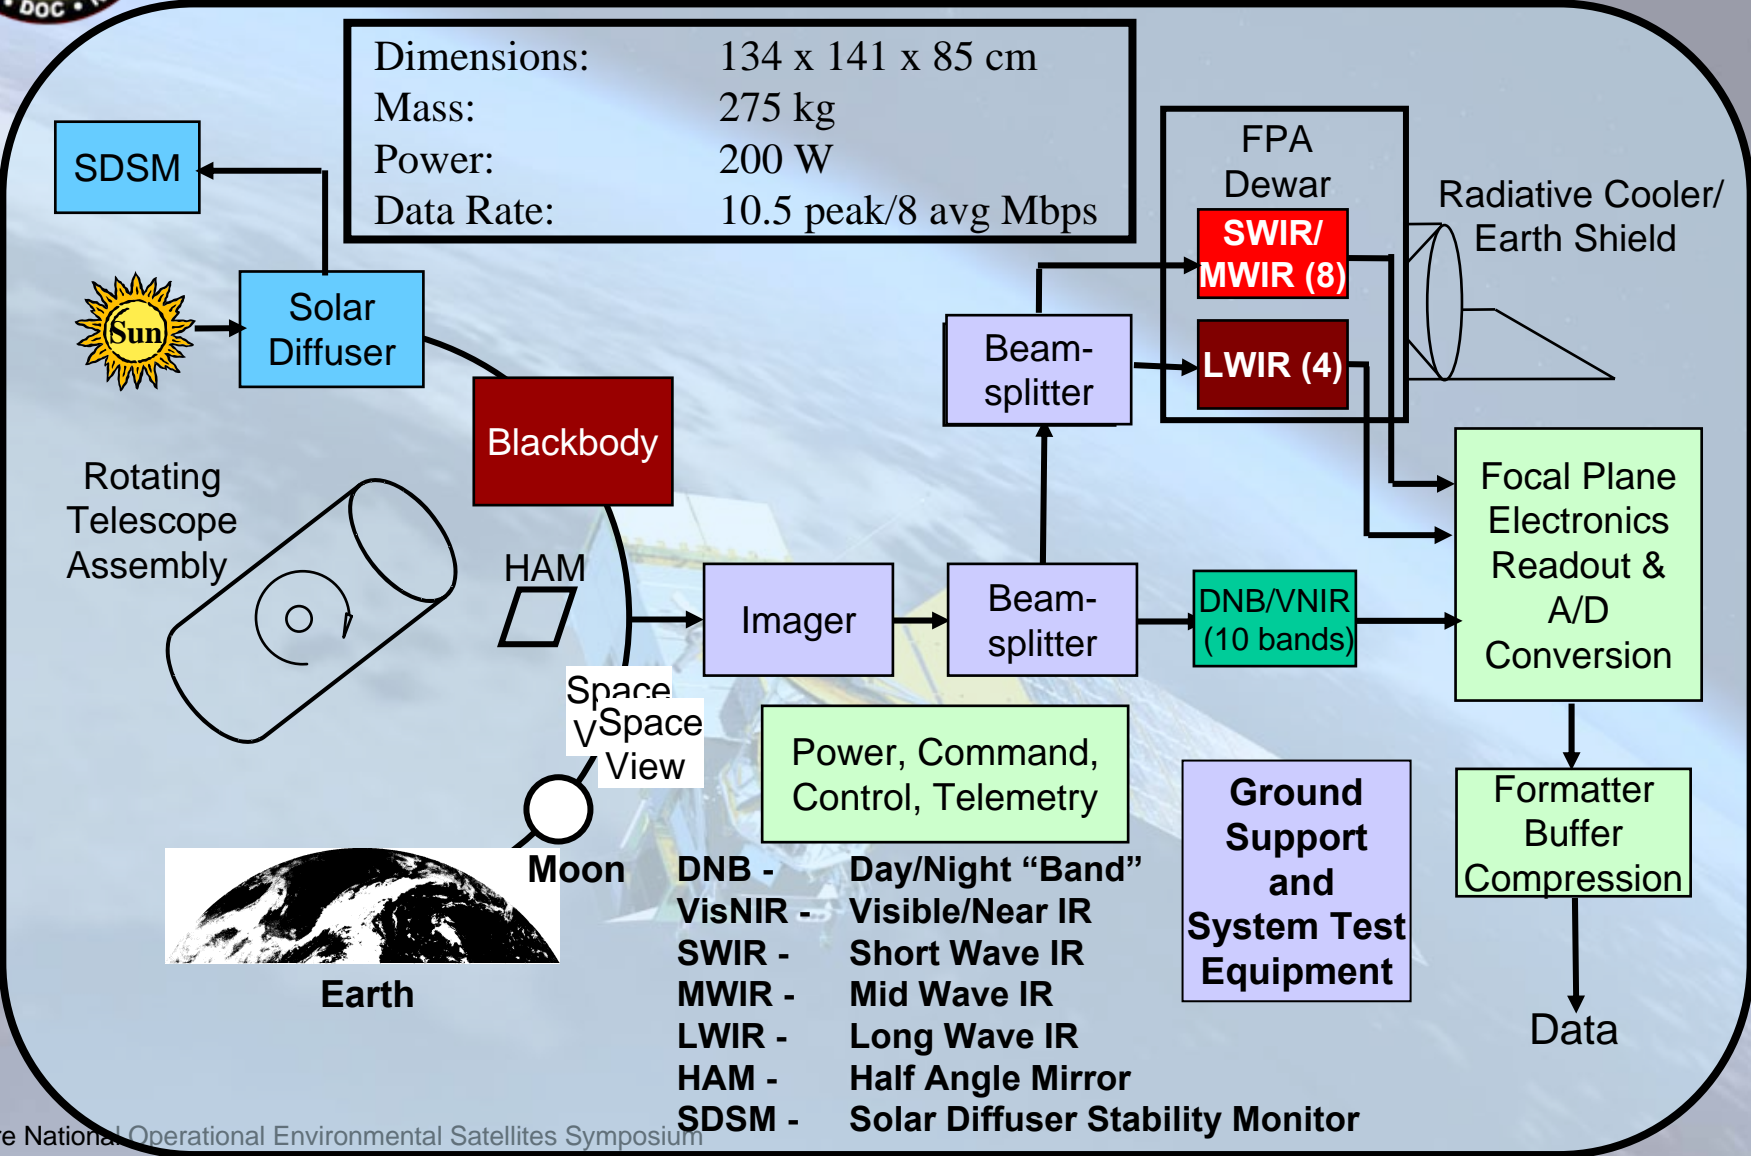 • DOC •
Dimensions: 134 x 141 x 85 cm
Mass: 275 kg
Power: 200 W
Data Rate: 10.5 peak/8 avg Mbps
SDSM
Sun
Solar
Diffuser
Blackbody
Rotating
Telescope
Assembly
HAM
Space
V
Space
View
Moon
Earth
Imager
Beam-
splitter
Beam-
splitter
FPA
Dewar
SWIR/
MWIR (8)
LWIR (4)
Radiative Cooler/
Earth Shield
DNB/VNIR
(10 bands)
Focal Plane
Electronics
Readout &
A/D
Conversion
Formatter
Buffer
Compression
Data
Power, Command,
Control, Telemetry
Ground
Support
and
System Test
Equipment
DNB - Day/Night “Band”
VisNIR - Visible/Near IR
SWIR - Short Wave IR
MWIR - Mid Wave IR
LWIR - Long Wave IR
HAM - Half Angle Mirror
SDSM - Solar Diffuser Stability Monitor
re National Operational Environmental Satellites Symposium